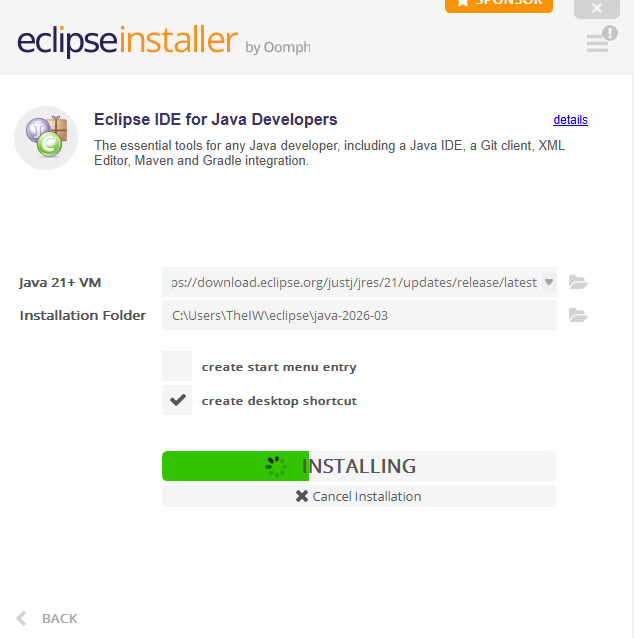 SPONSOR
eclipseinstaller by Oomph
Eclipse IDE for Java Developers
details
The essential tools for any Java developer, including a Java IDE, a Git client, XML
Editor, Maven and Gradle integration.
Java 21+ VM
ps://download.eclipse.org/justj/jres/21/updates/release/latest
Installation Folder
C:\Users\TheIW\eclipse\java-2026-03
create start menu entry
create desktop shortcut
INSTALLING
Cancel Installation
BACK